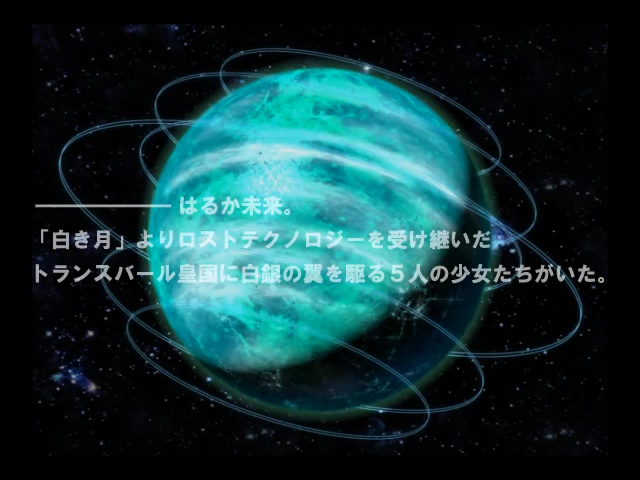 ――――――はるか未来。
「白き月」よりロストテクノロジーを受け継いだ
トランスバール皇国に白銀の翼を駆る５人の少女たちがいた。